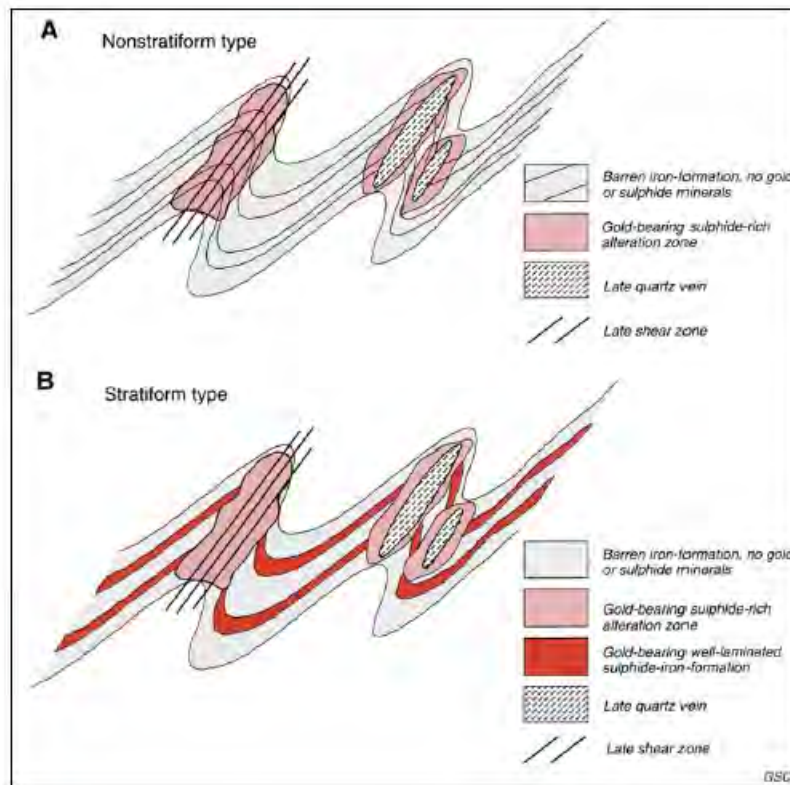 A
Nonstratiform type
Barren iron-formation, no gold
or sulphide minerals
Gold-bearing sulphide-rich
alteration zone
Late quartz vein
Late shear zone
B
Stratiform type
Barren iron-formation, no gold
or sulphide minerals
Gold-bearing sulphide-rich
alteration zone
Gold-bearing well-laminated
sulphide-iron-formation
Late quartz vein
Late shear zone
GSC